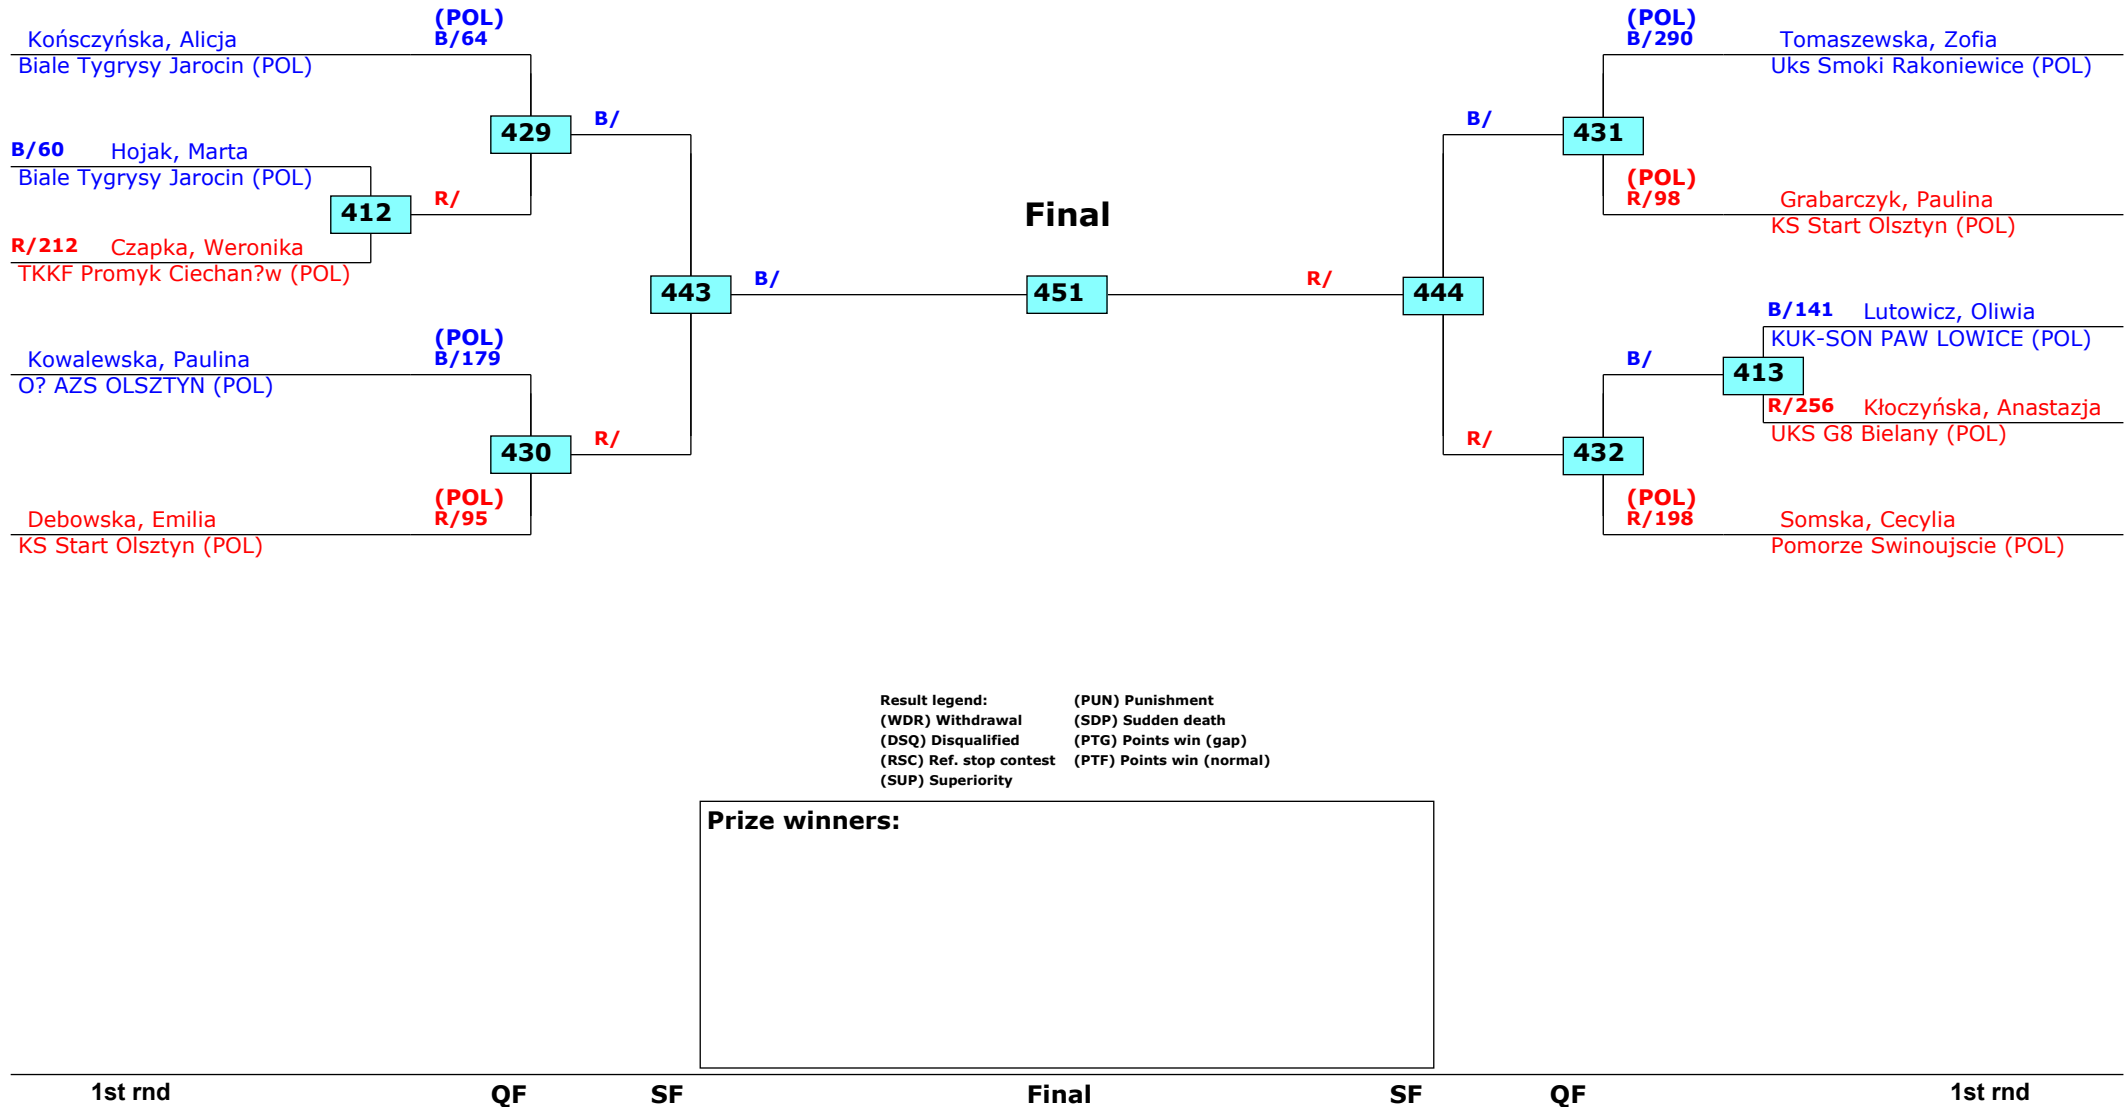 (POL)
B/64
Końsczyńska, Alicja
Biale Tygrysy Jarocin (POL)
429
B/
B/60 Hojak, Marta
Biale Tygrysy Jarocin (POL)
412
R/
R/212 Czapka, Weronika
TKKF Promyk Ciechan?w (POL)
443
B/
(POL)
B/179
Kowalewska, Paulina
O? AZS OLSZTYN (POL)
430
R/
(POL)
R/95
Debowska, Emilia
KS Start Olsztyn (POL)
Final
451
(POL)
B/290
Tomaszewska, Zofia
Uks Smoki Rakoniewice (POL)
B/
431
(POL)
R/98
Grabarczyk, Paulina
KS Start Olsztyn (POL)
R/
444
B/141 Lutowicz, Oliwia
KUK-SON PAW LOWICE (POL)
B/
413
R/256 Kłoczyńska, Anastazja
UKS G8 Bielany (POL)
R/
432
(POL)
R/198
Somska, Cecylia
Pomorze Swinoujscie (POL)
Result legend: (PUN) Punishment
(WDR) Withdrawal (SDP) Sudden death
(DSQ) Disqualified (PTG) Points win (gap)
(RSC) Ref. stop contest (PTF) Points win (normal)
(SUP) Superiority
Prize winners:
1st rnd QF SF Final SF QF 1st rnd